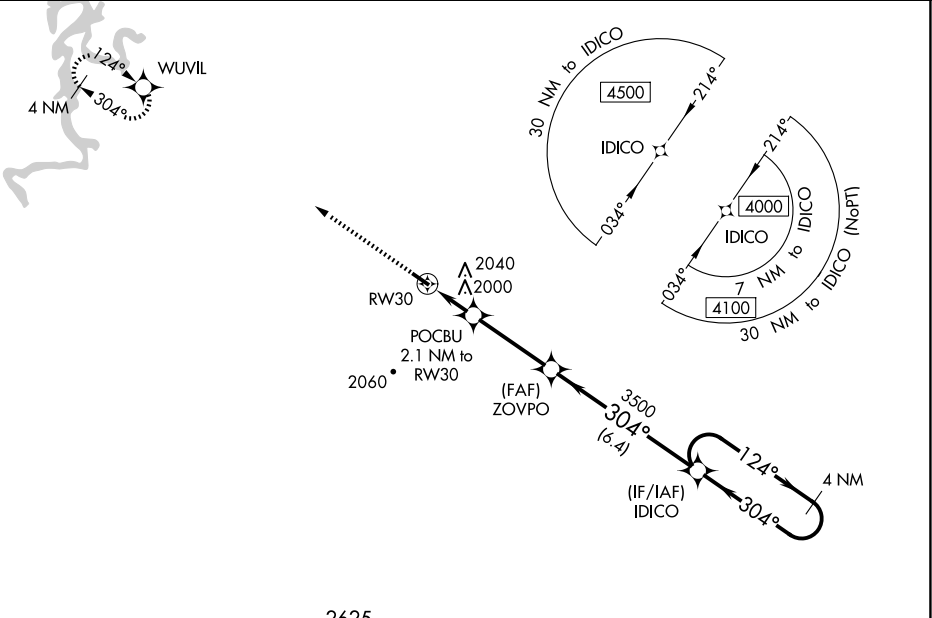 124°
WUVIL
304°
4 NM
30 NM to IDICO
4500
214°
IDICO
034°
214°
4000
IDICO
7 NM to IDICO
034°
4100
30 NM to IDICO (NoPT)
2040
2000
RW30
POCBU
2.1 NM to
RW30
2060
(FAF)
ZOVPO
3500
304°
(6.4)
124°
4 NM
304°
(IF/IAF)
IDICO
2625